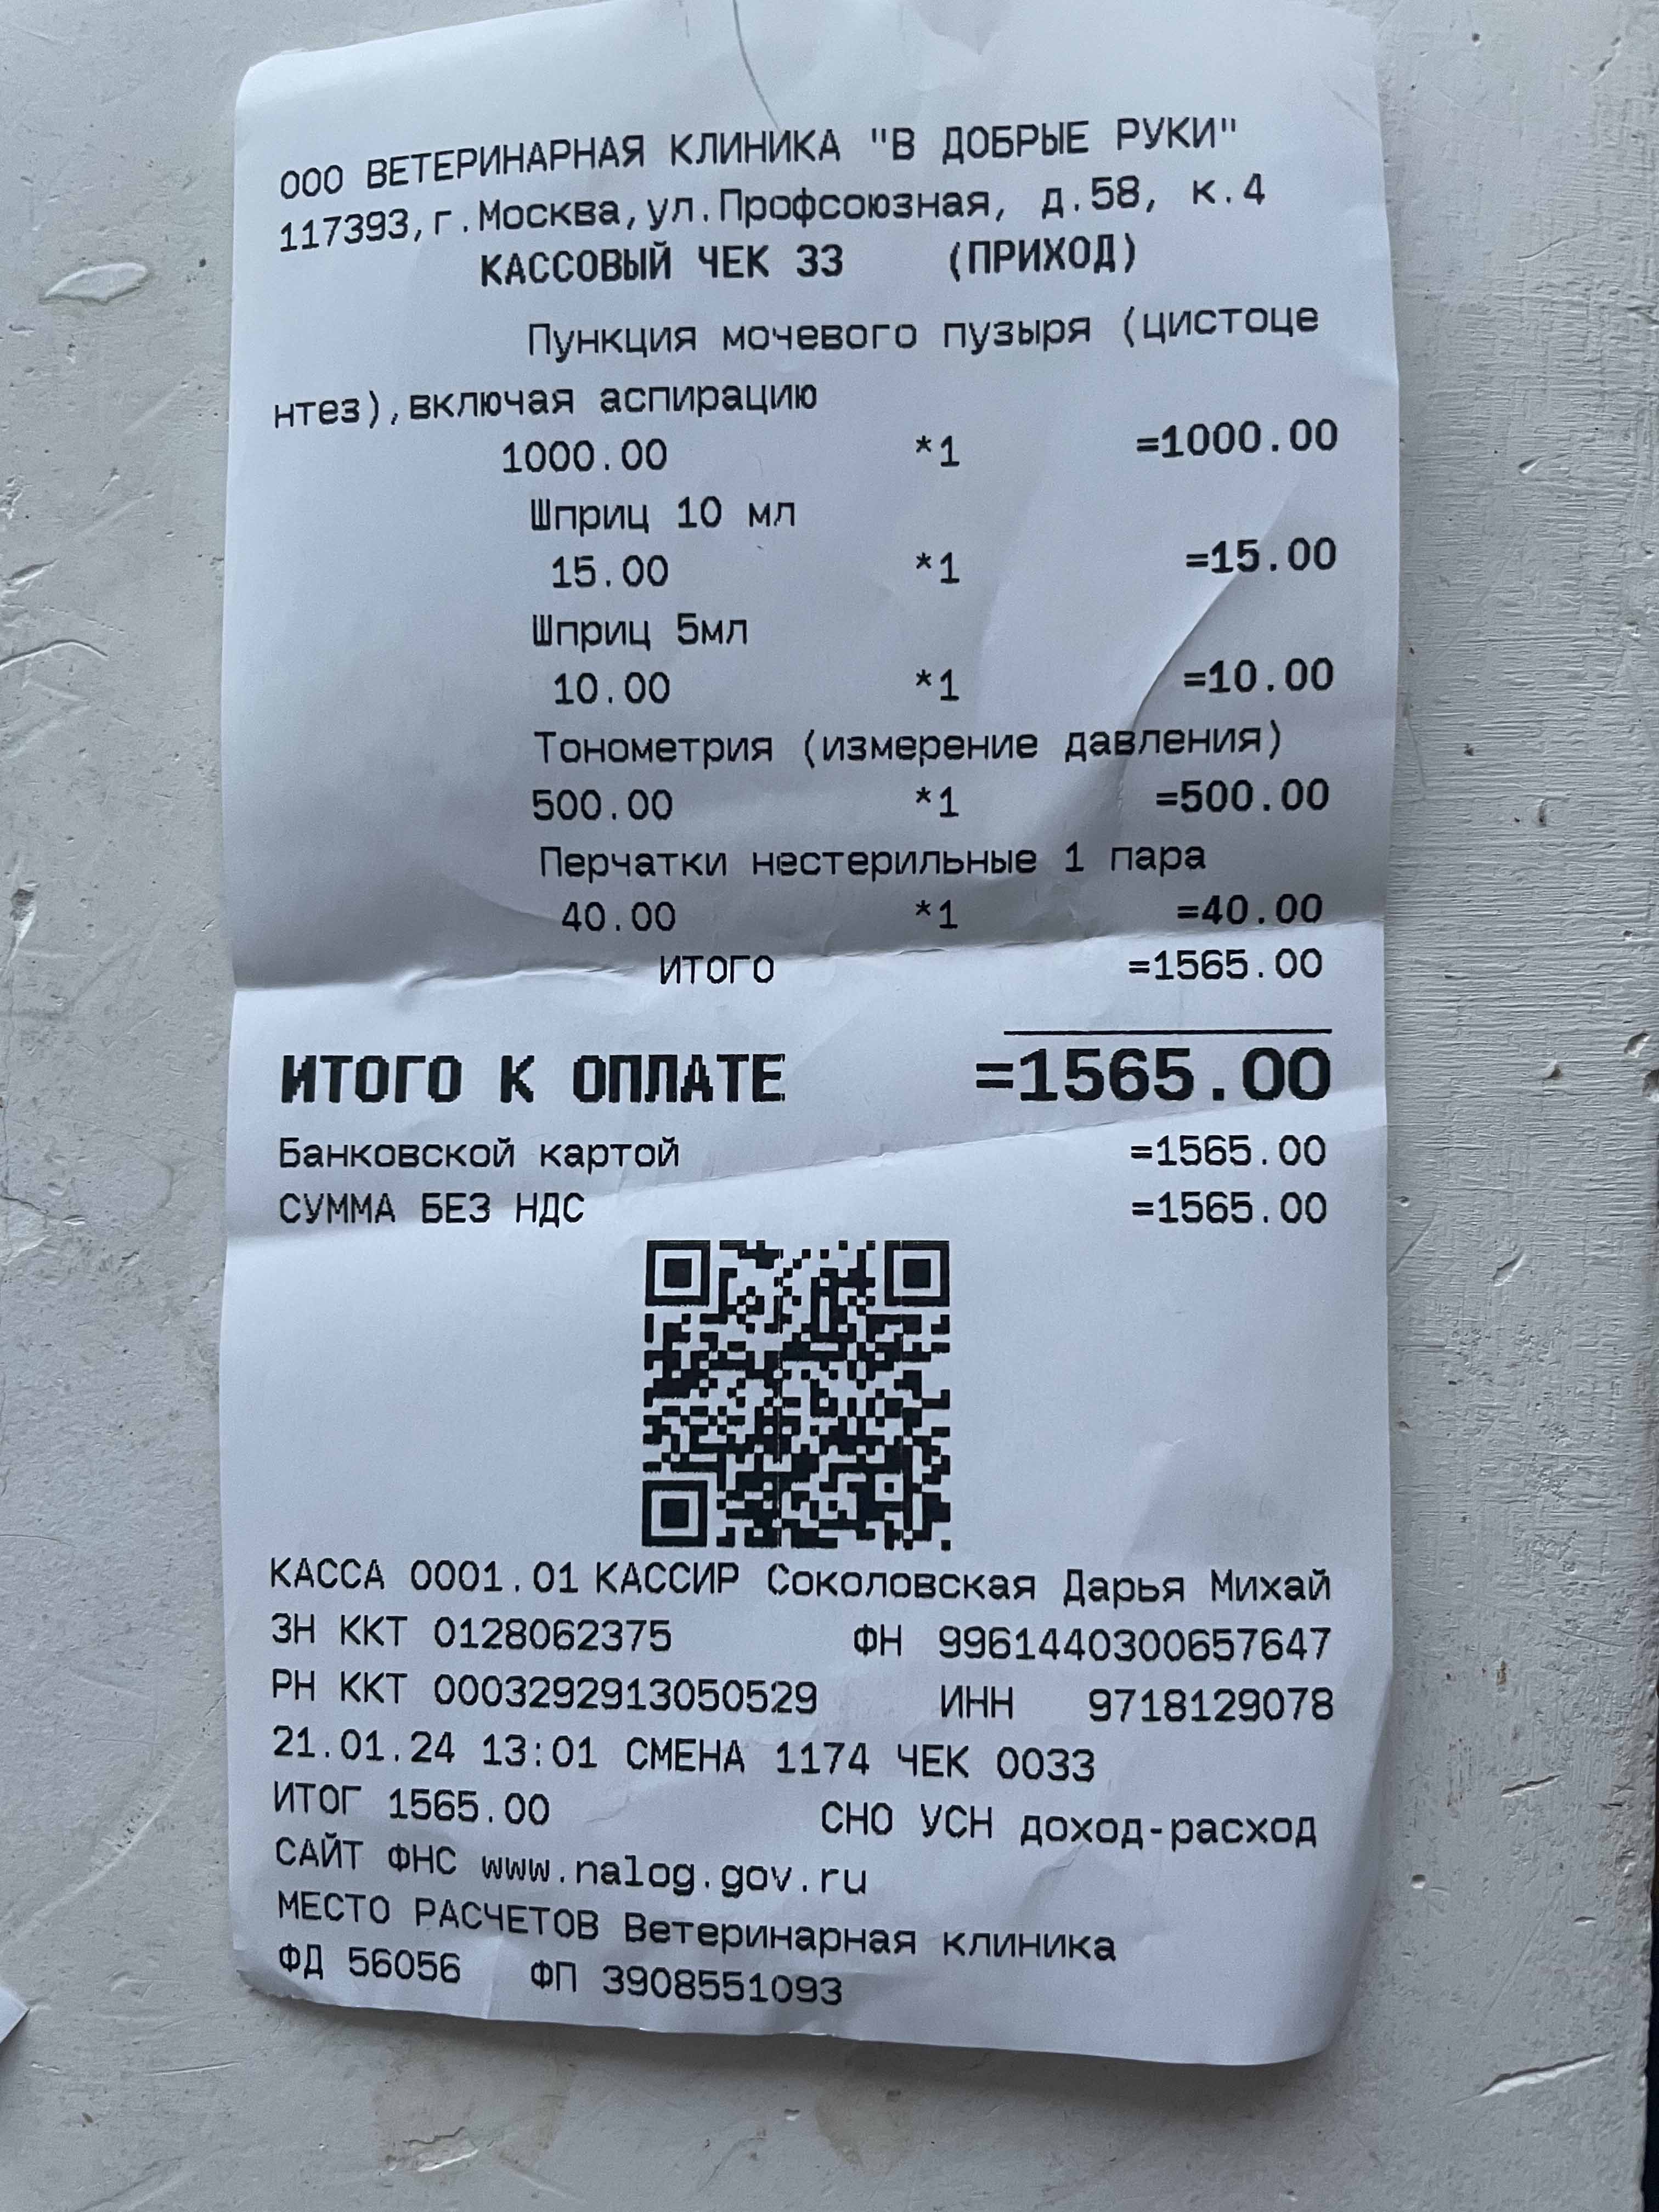 ООО ВЕТЕРИНАРНАЯ КЛИНИКА "В ДОБРЫЕ РУКИ"
117393,г.Москва,ул.Профсоюзная, д.58, к.4
КАССОВЫЙ ЧЕК 33 (ПРИХОД)
Пункция мочевого пузыря (цистоце
нтез),включая аспирацию
1000.00 *1 =1000.00
Шприц 10 мл
15.00 *1 =15.00
Шприц 5мл
10.00 *1 =10.00
Тонометрия (измерение давления)
500.00 *1 =500.00
Перчатки нестерильные 1 пара
40.00 *1 =40.00
ИТОГО =1565.00
ИТОГО К ОПЛАТЕ =1565.00
Банковской картой =1565.00
СУММА БЕЗ НДС =1565.00
КАССА 0001.01 КАССИР Соколовская Дарья Михай
ЗН ККТ 0128062375 ФН 9961440300657647
РН ККТ 0003292913050529 ИНН 9718129078
21.01.24 13:01 СМЕНА 1174 ЧЕК 0033
ИТОГ 1565.00 СНО УСН доход-расход
САЙТ ФНС www.nalog.gov.ru
МЕСТО РАСЧЕТОВ Ветеринарная клиника
ФД 56056 ФП 3908551093